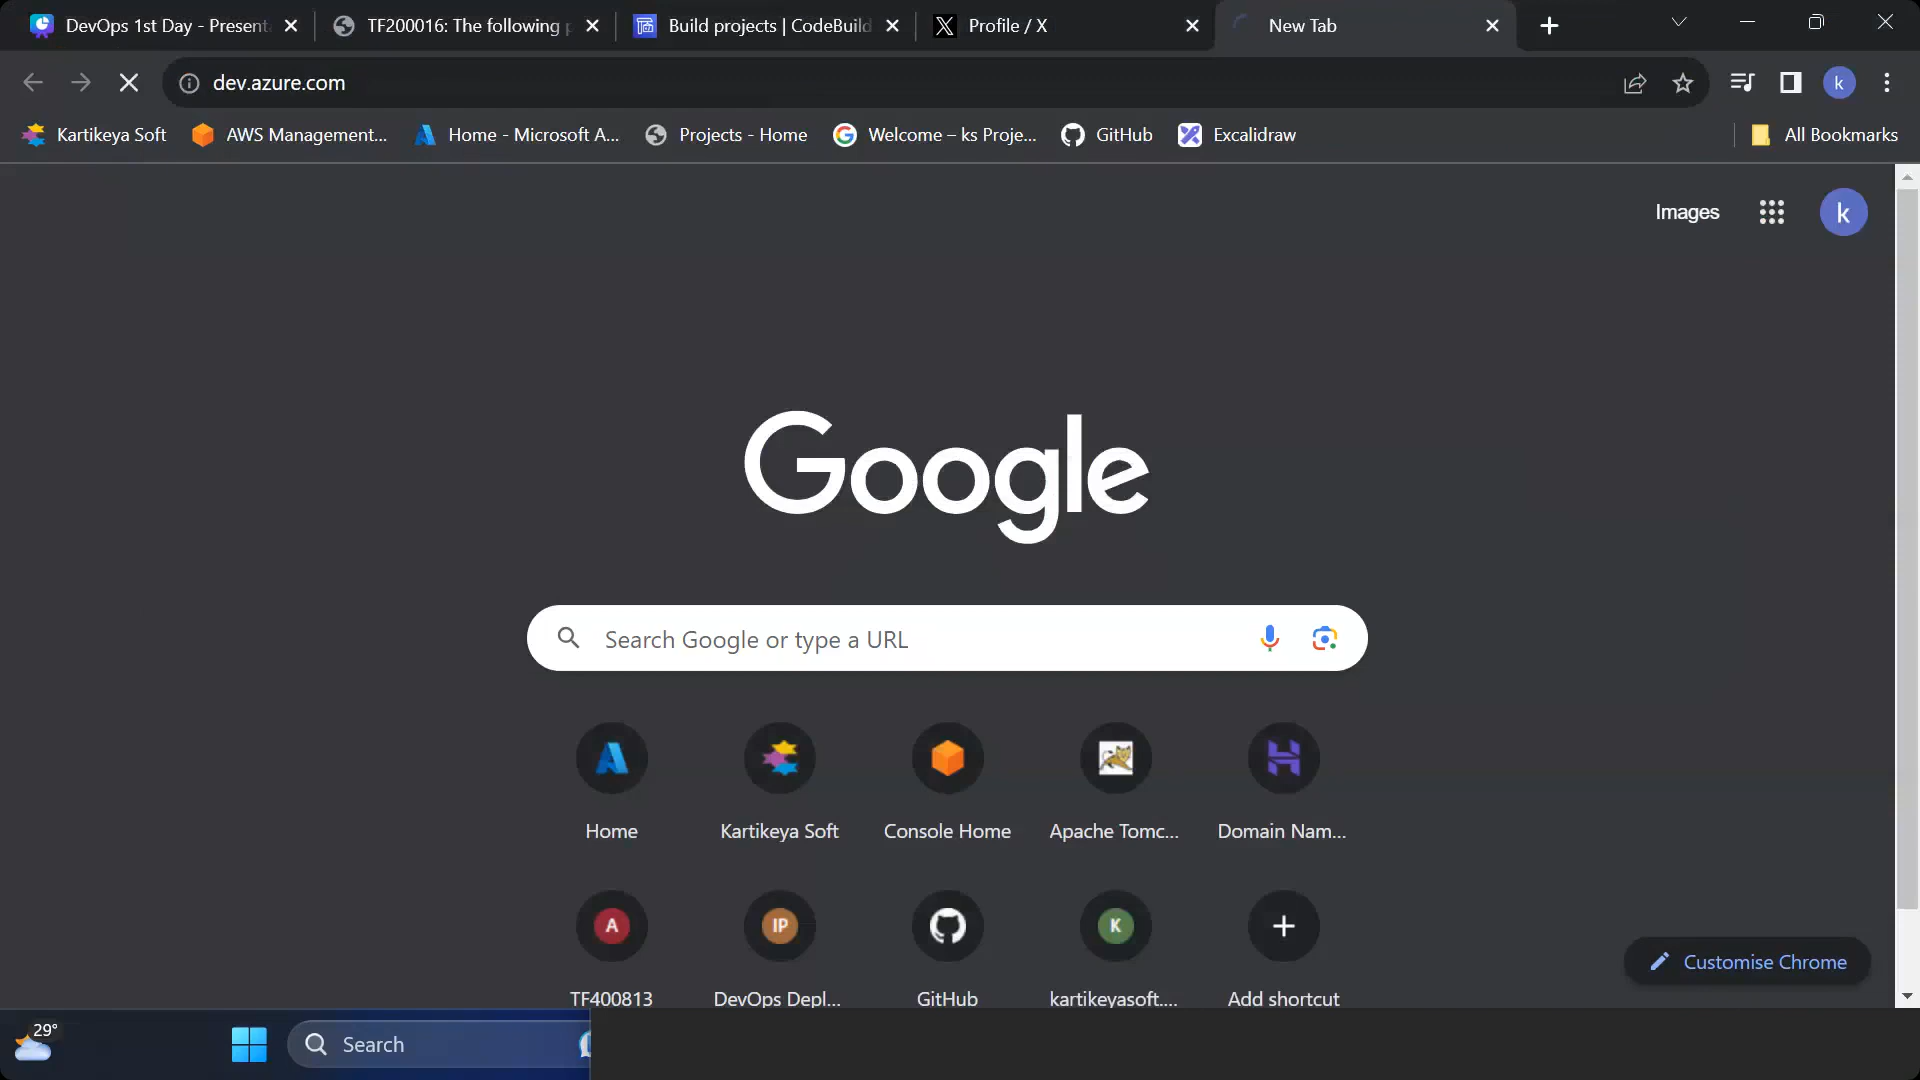 DevOps 1st Day - Present
TF200016: The following p
Build projects | CodeBuild
Profile / X
New Tab
dev.azure.com
k
Kartikeya Soft
AWS Management...
Home - Microsoft A...
Projects - Home
Welcome – ks Proje...
GitHub
Excalidraw
All Bookmarks
Images
k
Google
Search Google or type a URL
Home
Kartikeya Soft
Console Home
Apache Tomc...
Domain Nam...
A
IP
K
TF400813
DevOps Depl...
GitHub
kartikeyasoft....
Add shortcut
Customise Chrome
29°
Search